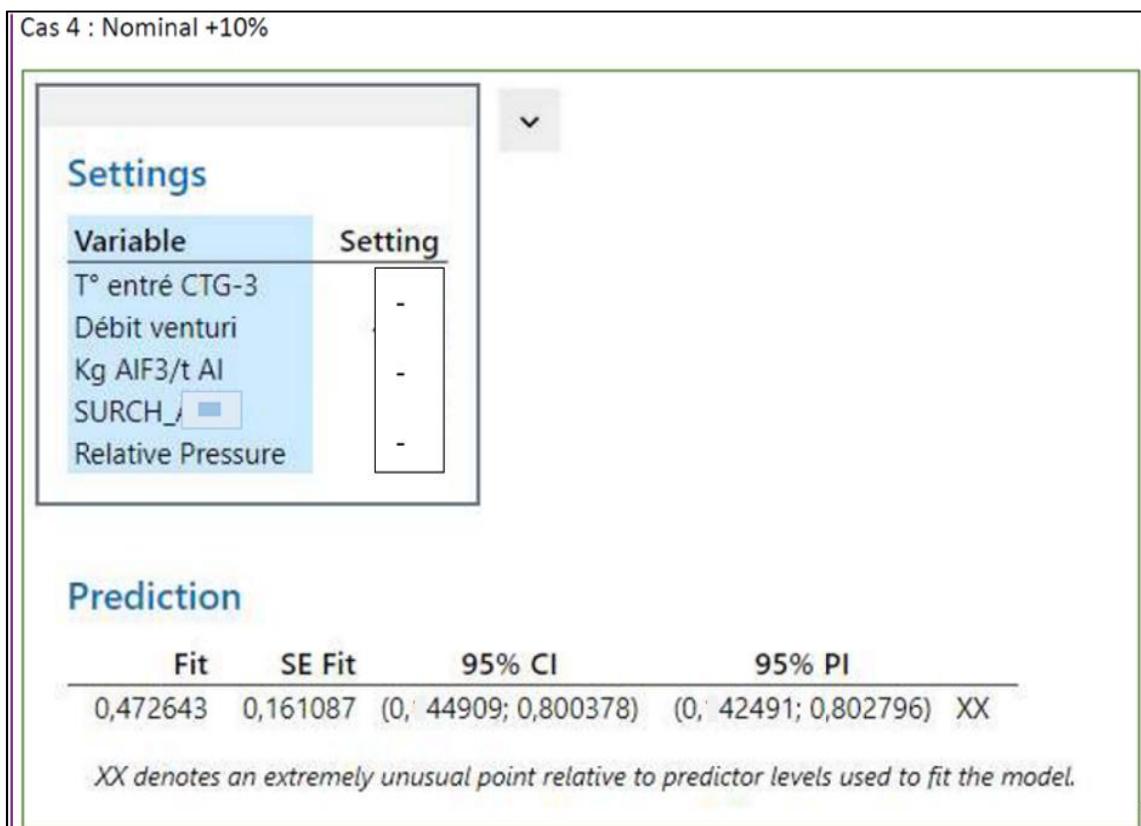 Cas 4 : Nominal +10%
Settings
Variable Setting
T° entré CTG-3 -
Débit venturi
Kg AlF3/t Al -
SURCH_
Relative Pressure -
Prediction
Fit SE Fit 95% CI 95% PI
0,472643 0,161087 (0, 44909; 0,800378) (0, 42491; 0,802796) XX
XX denotes an extremely unusual point relative to predictor levels used to fit the model.